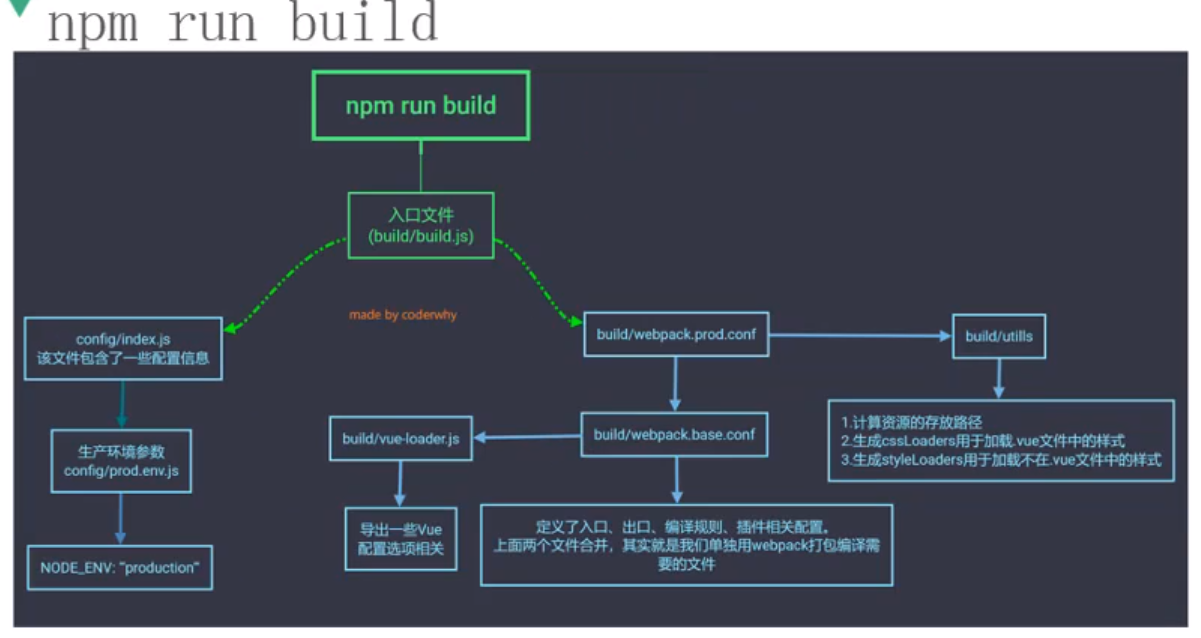 npm run build
npm run build
入口文件
(build/build.js)
made by coderwhy
config/index.js
该文件包含了一些配置信息
build/webpack.prod.conf
build/utills
生产环境参数
config/prod.env.js
build/vue-loader.js
build/webpack.base.conf
1.计算资源的存放路径
2.生成cssLoaders用于加载.vue文件中的样式
3.生成styleLoaders用于加载不在.vue文件中的样式
NODE_ENV: "production"
导出一些Vue
配置选项相关
定义了入口、出口、编译规则、插件相关配置。
上面两个文件合并，其实就是我们单独用webpack打包编译需
要的文件